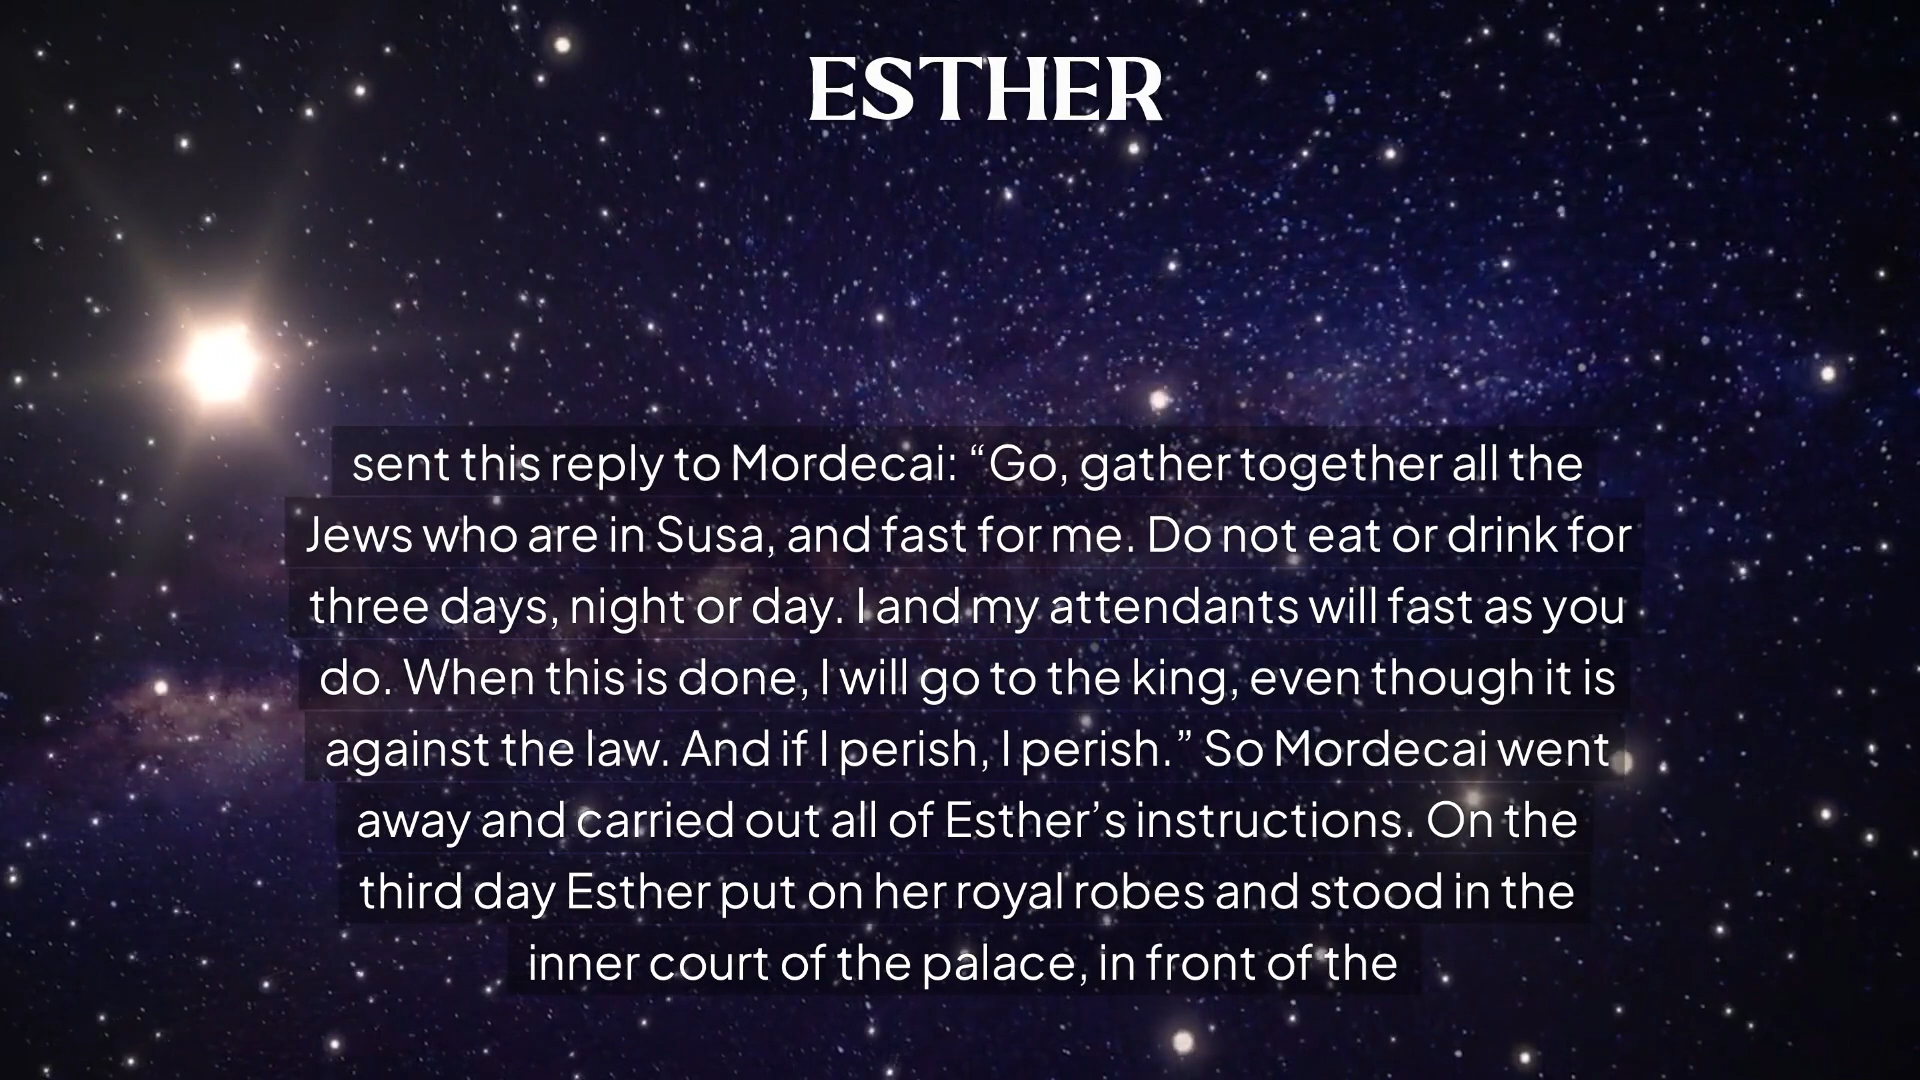 ESTHER
sent this reply to Mordecai: “Go, gather together all the
Jews who are in Susa, and fast for me. Do not eat or drink for
three days, night or day. I and my attendants will fast as you
do. When this is done, I will go to the king, even though it is
against the law. And if I perish, I perish.” So Mordecai went
away and carried out all of Esther’s instructions. On the
third day Esther put on her royal robes and stood in the
inner court of the palace, in front of the